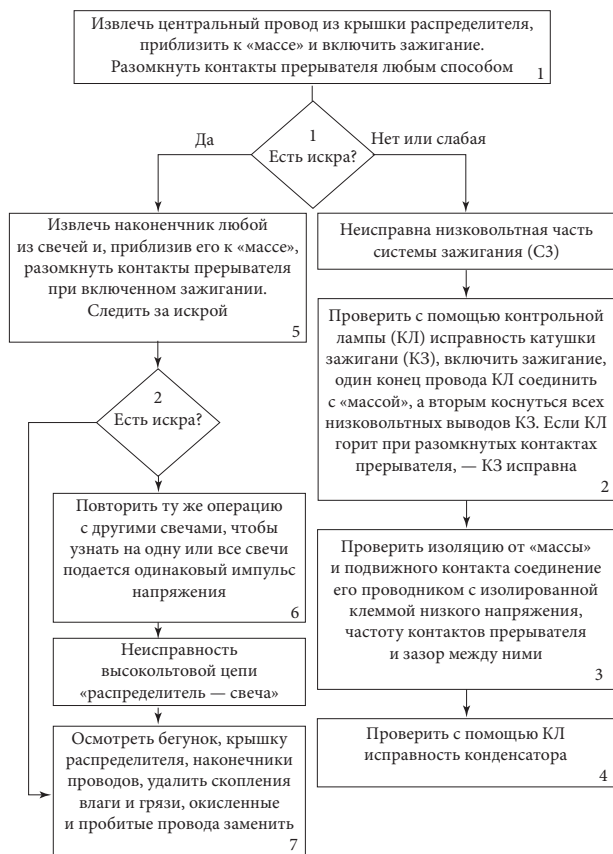 Извлечь центральный провод из крышки распределителя,
приблизить к «массе» и включить зажигание.
Разомкнуть контакты прерывателя любым способом
1
1
Есть искра?
Да
Нет или слабая
Извлечь наконенчник любой
из свечей и, приблизив его к «массе»,
разомкнуть контакты прерывателя
при включенном зажигании.
Следить за искрой
5
2
Есть искра?
Повторить ту же операцию
с другими свечами, чтобы
узнать на одну или все свечи
подается одинаковый импульс
напряжения
6
Неисправность
высокольтовой цепи
«распределитель — свеча»
Осмотреть бегунок, крышку
распределителя, наконечники
проводов, удалить скопления
влаги и грязи, окисленные
и пробитые провода заменить
7
Неисправна низковольтная часть
системы зажигания (СЗ)
Проверить с помощью контрольной
лампы (КЛ) исправность катушки
зажигани (КЗ), включить зажигание,
один конец провода КЛ соединить
с «массой», а вторым коснуться всех
низковольтных выводов КЗ. Если КЛ
горит при разомкнутых контактах
прерывателя, — КЗ исправна
2
Проверить изоляцию от «массы»
и подвижного контакта соединение
его проводником с изолированной
клеммой низкого напряжения,
частоту контактов прерывателя
и зазор между ними
3
Проверить с помощью КЛ
исправность конденсатора
4